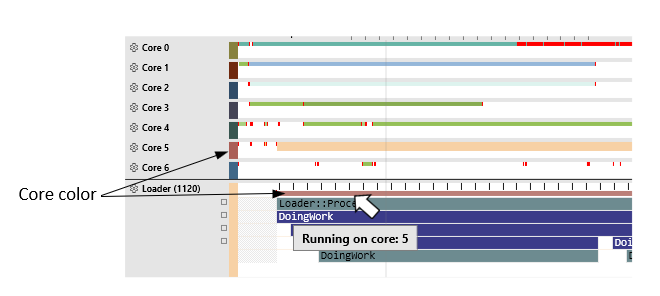 Core 0
Core 1
Core 2
Core 3
Core 4
Core 5
Core 6
Core color
Loader (1120)
Loader::Proce
DoingWork
Running on core: 5
Doi
DoingWork